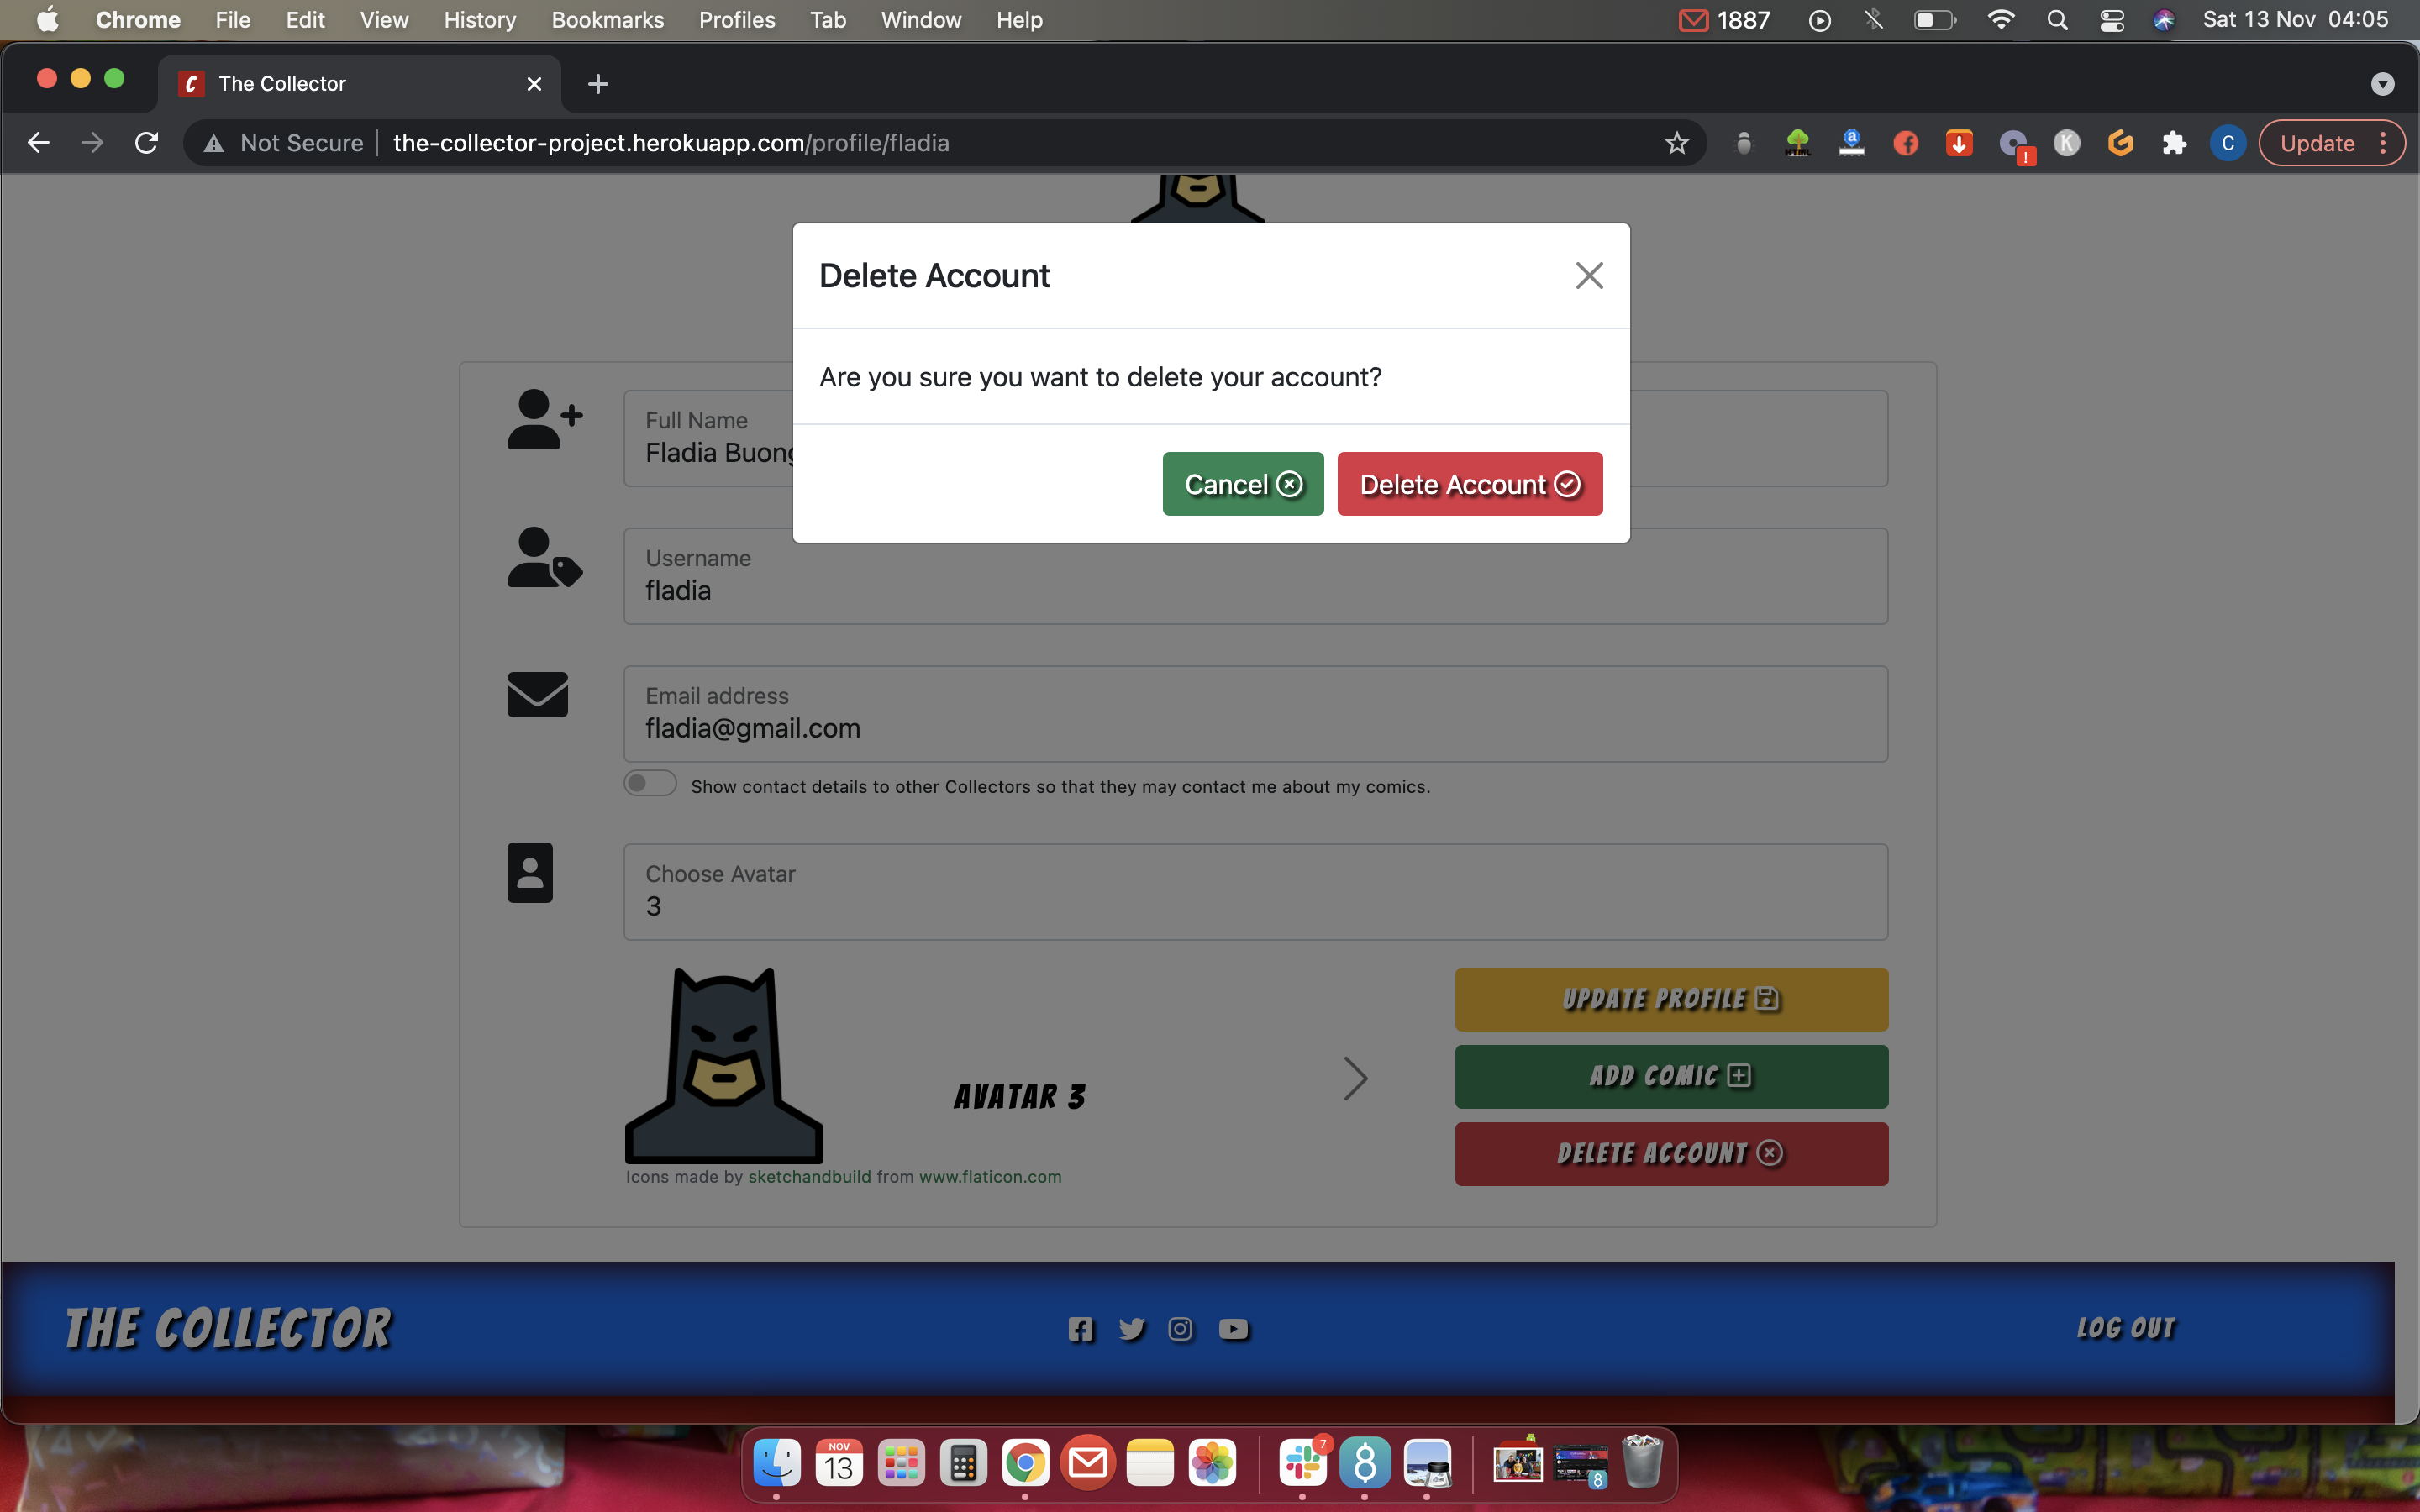 Chrome File Edit View History Bookmarks Profiles Tab Window Help 1887 Sat 13 Nov 04:05
The Collector
Not Secure the-collector-project.herokuapp.com/profile/fladia C Update
Delete Account
Are you sure you want to delete your account?
Cancel Delete Account
Full Name
Fladia Buong
Username
fladia
Email address
fladia@gmail.com
Show contact details to other Collectors so that they may contact me about my comics.
Choose Avatar
3
UPDATE PROFILE
AVATAR 3
ADD COMIC
DELETE ACCOUNT
Icons made by sketchandbuild from www.flaticon.com
THE COLLECTOR
LOG OUT
NOV
13
7